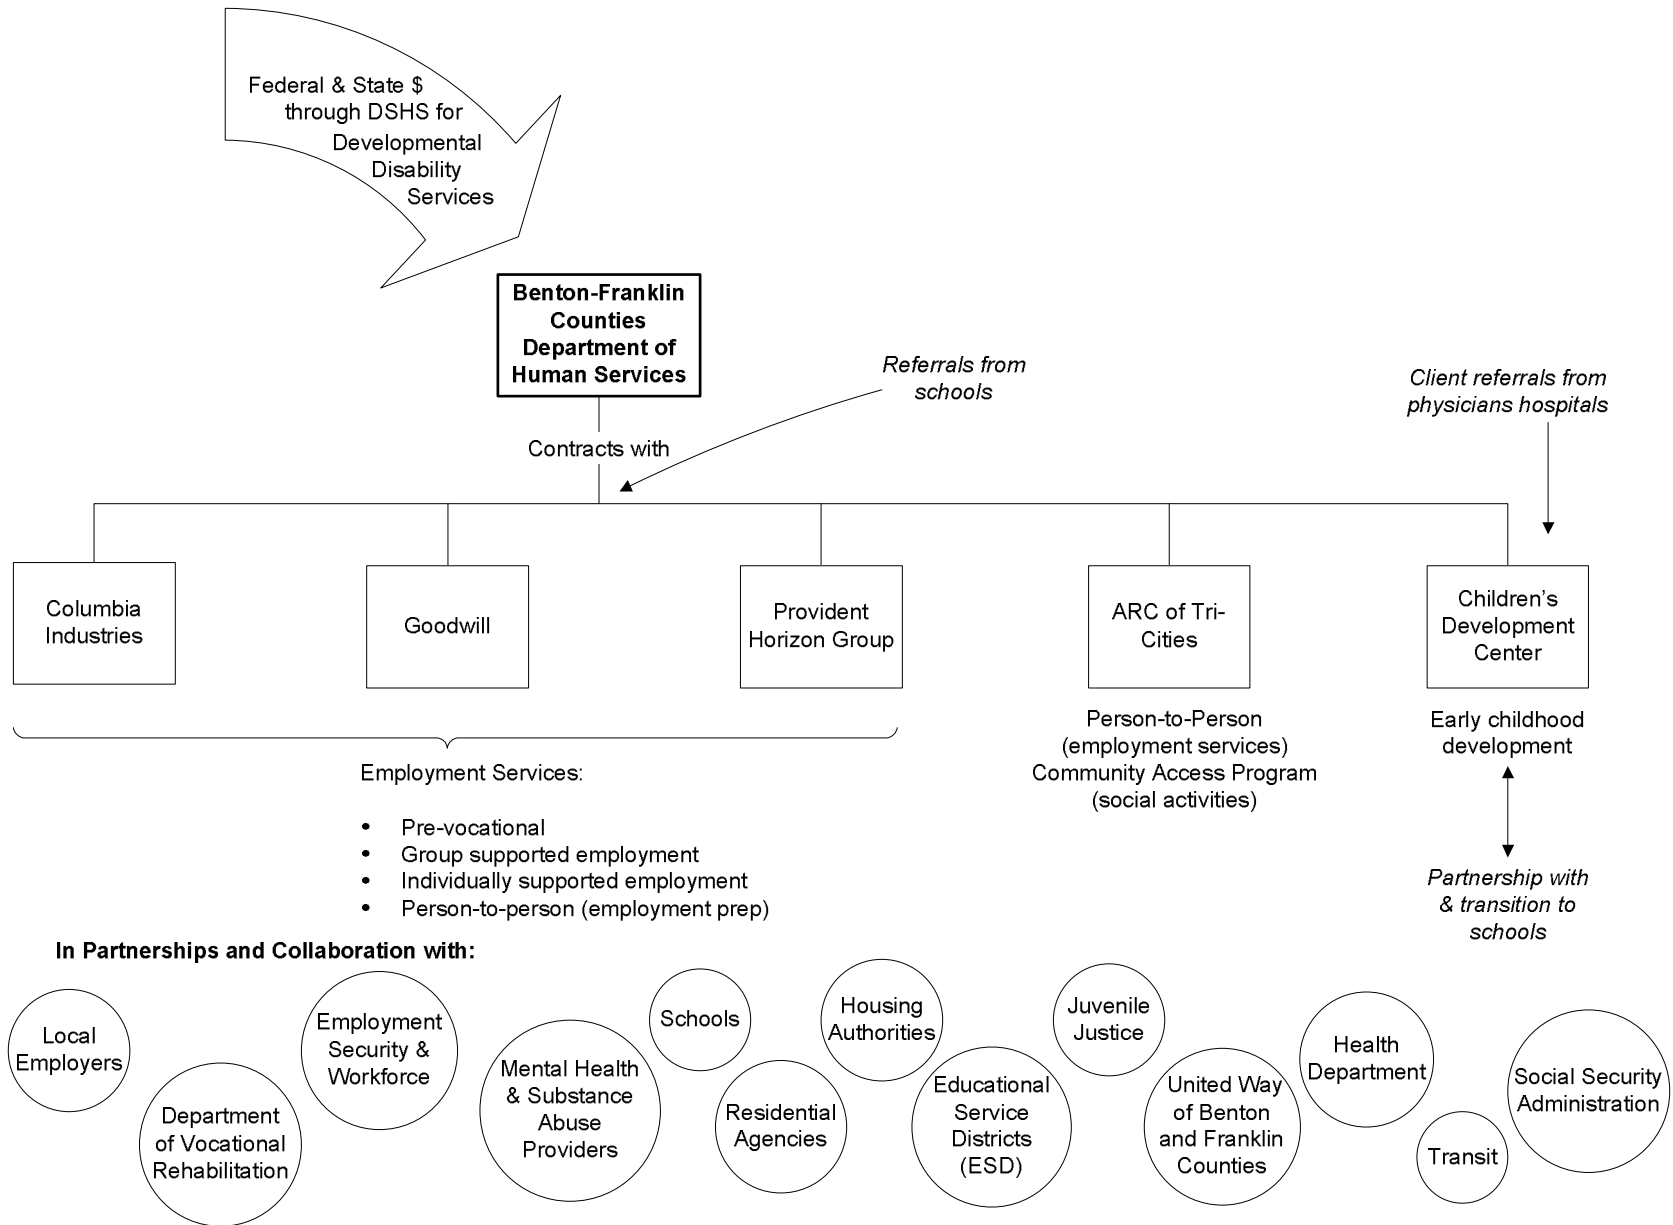 Federal & State $
through DSHS for
Developmental
Disability
Services
Benton-Franklin
Counties
Department of
Human Services
Referrals from
schools
Client referrals from
physicians hospitals
Contracts with
Columbia
Industries
Goodwill
Provident
Horizon Group
ARC of Tri-
Cities
Children's
Development
Center
Person-to-Person
(employment services)
Community Access Program
(social activities)
Early childhood
development
Employment Services:
• Pre-vocational
• Group supported employment
• Individually supported employment
• Person-to-person (employment prep)
Partnership with
& transition to
schools
In Partnerships and Collaboration with:
Local
Employers
Department
of Vocational
Rehabilitation
Employment
Security &
Workforce
Mental Health
& Substance
Abuse
Providers
Schools
Residential
Agencies
Housing
Authorities
Educational
Service
Districts
(ESD)
Juvenile
Justice
United Way
of Benton
and Franklin
Counties
Health
Department
Transit
Social Security
Administration